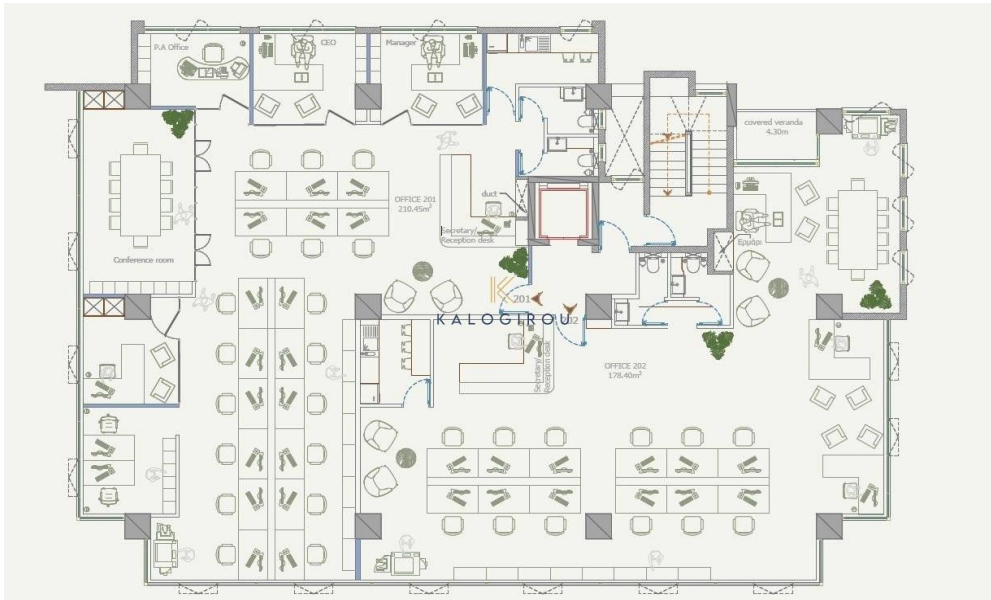 P.A Office
CEO
Manager
covered veranda
4.30m
OFFICE 201
210.45m²
duct
Secretary/
Reception desk
Ερμάρι
Conference room
201
KALOGIROU
OFFICE 202
178.40m²
Secretary/
Reception desk